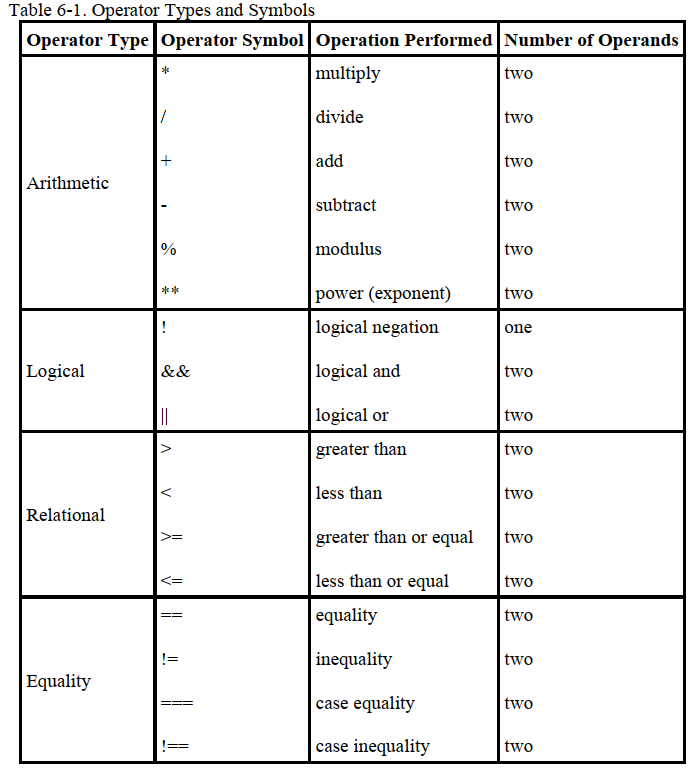 Table 6-1. Operator Types and Symbols
Operator Type Operator Symbol Operation Performed Number of Operands
* multiply two
/ divide two
+ add two
Arithmetic
- subtract two
% modulus two
** power (exponent) two
! logical negation one
Logical && logical and two
|| logical or two
> greater than two
< less than two
Relational
>= greater than or equal two
<= less than or equal two
== equality two
!= inequality two
Equality
=== case equality two
!== case inequality two